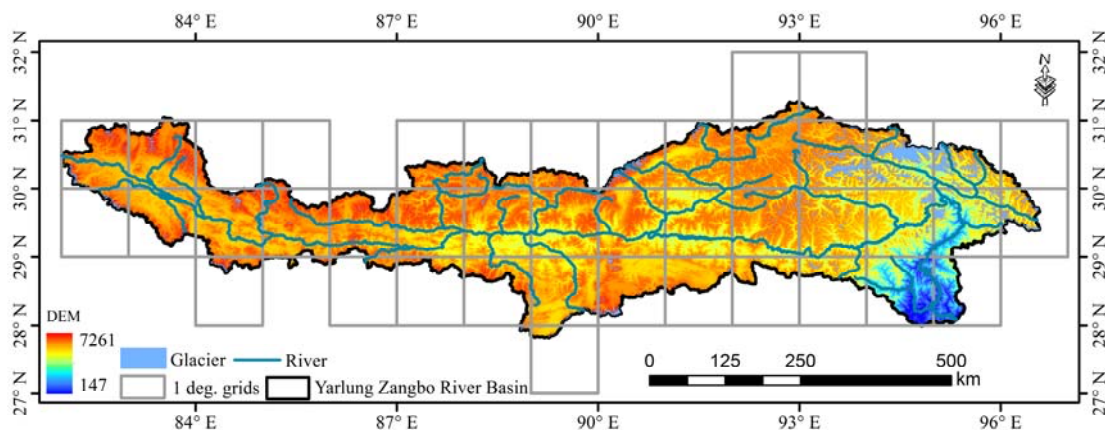 84° E 87° E 90° E 93° E 96° E
32° N 32° N
31° N 31° N
30° N 30° N
29° N 29° N
28° N 28° N
27° N 27° N
N
DEM
7261
147
Glacier River
1 deg. grids Yarlung Zangbo River Basin
0 125 250 500
km
84° E 87° E 90° E 93° E 96° E